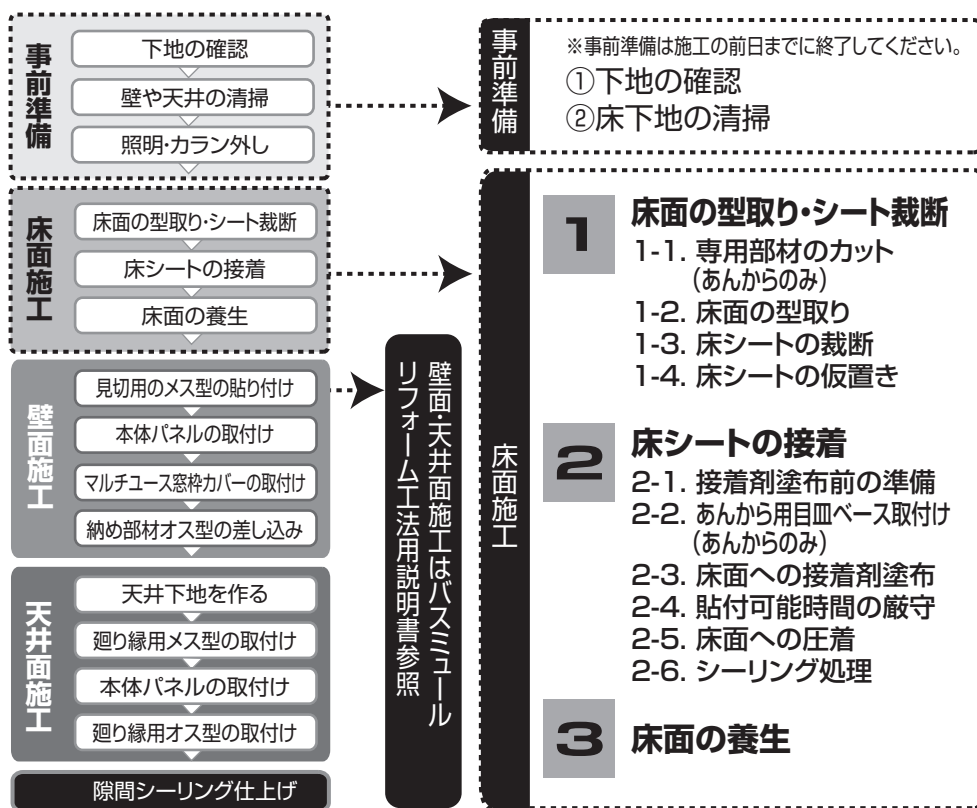 事前準備
下地の確認
壁や天井の清掃
照明・カラン外し
床面施工
床面の型取り・シート裁断
床シートの接着
床面の養生
壁面施工
見切用のメス型の貼り付け
本体パネルの取付け
マルチユース窓枠カバーの取付け
納め部材オス型の差し込み
天井面施工
天井下地を作る
廻り縁用メス型の取付け
本体パネルの取付け
廻り縁用オス型の取付け
隙間シーリング仕上げ
壁面・天井面施工はバスミュール
リフォーム工法用説明書参照
事前準備
※事前準備は施工の前日までに終了してください。
①下地の確認
②床下地の清掃
床面施工
1 床面の型取り・シート裁断
1-1. 専用部材のカット
(あんからのみ)
1-2. 床面の型取り
1-3. 床シートの裁断
1-4. 床シートの仮置き
2 床シートの接着
2-1. 接着剤塗布前の準備
2-2. あんから用目皿ベース取付け
(あんからのみ)
2-3. 床面への接着剤塗布
2-4. 貼付可能時間の厳守
2-5. 床面への圧着
2-6. シーリング処理
3 床面の養生